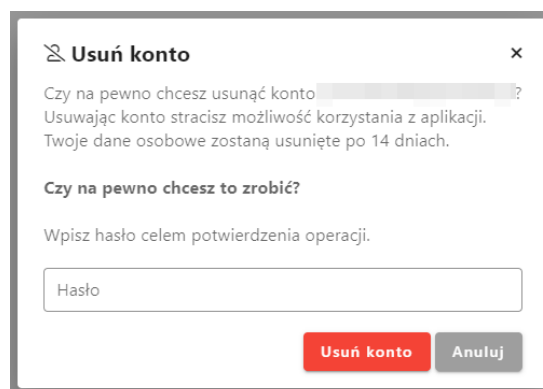 Usuń konto
Czy na pewno chcesz usunąć konto ?
Usuwając konto stracisz możliwość korzystania z aplikacji.
Twoje dane osobowe zostaną usunięte po 14 dniach.
Czy na pewno chcesz to zrobić?
Wpisz hasło celem potwierdzenia operacji.
Hasło
Usuń konto Anuluj